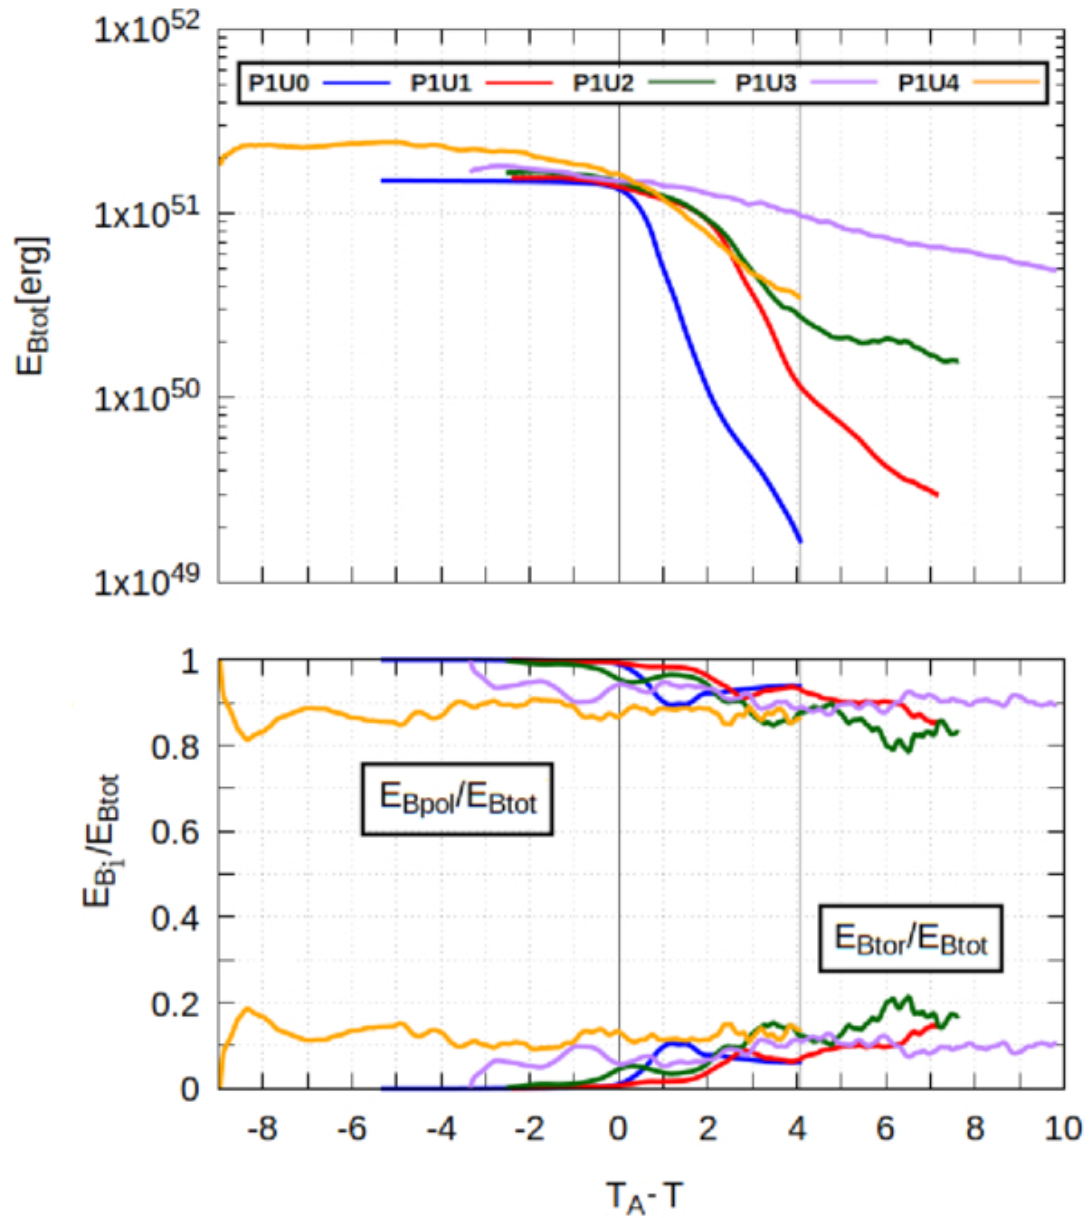 1x10^52
P1U0 P1U1 P1U2 P1U3 P1U4
1x10^51
E_Btot[erg]
1x10^50
1x10^49
1
0.8
E_Bpol/E_Btot
0.6
E_Bi/E_Btot
0.4
E_Btor/E_Btot
0.2
0
-8 -6 -4 -2 0 2 4 6 8 10
T_A - T